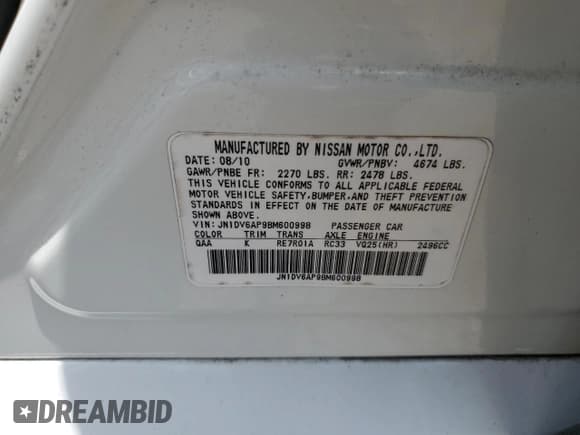 MANUFACTURED BY NISSAN MOTOR CO.,LTD.
DATE: 08/10 GVWR/PNBV: 4674 LBS.
GAWR/PNBE FR: 2270 LBS. RR: 2478 LBS.
THIS VEHICLE CONFORMS TO ALL APPLICABLE FEDERAL
MOTOR VEHICLE SAFETY,BUMPER,AND THEFT PREVENTION
STANDARDS IN EFFECT ON THE DATE OF MANUFACTURE
SHOWN ABOVE.
VIN: JN1DV6AP9BM600998 PASSENGER CAR
COLOR TRIM TRANS AXLE ENGINE
QAA K RE7R01A RC33 VQ25(HR) 2496CC
JN1DV6AP9BM600998
DREAMBID